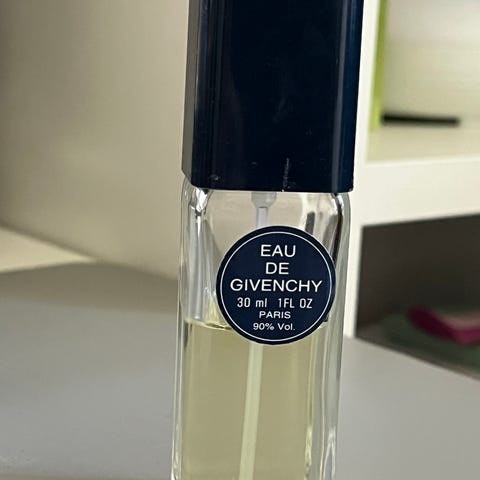 EAU
DE
GIVENCHY
30 ml 1FL OZ
PARIS
90% Vol.